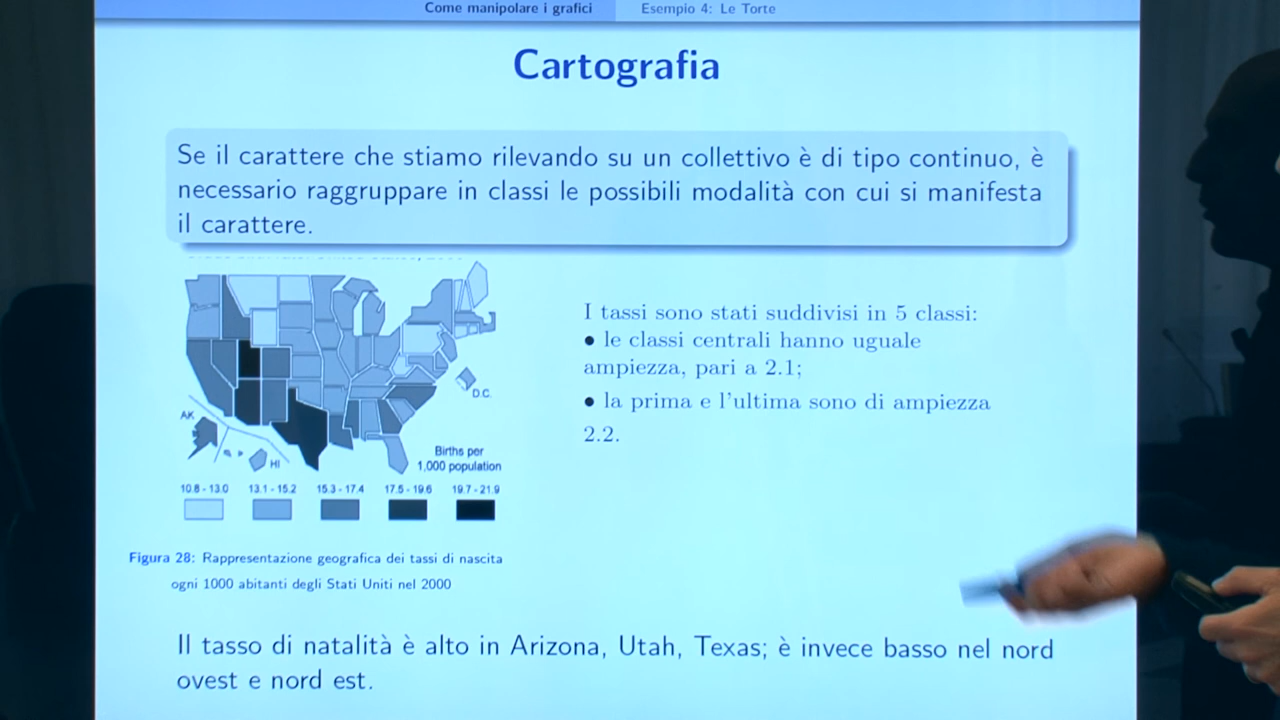 Come manipolare i grafici
Esempio 4: Le Torte
Cartografia
Se il carattere che stiamo rilevando su un collettivo è di tipo continuo, è
necessario raggruppare in classi le possibili modalità con cui si manifesta
il carattere.
I tassi sono stati suddivisi in 5 classi:
• le classi centrali hanno uguale
ampiezza, pari a 2.1;
• la prima e l'ultima sono di ampiezza
2.2.
D.C.
AK
HI
Births per
1,000 population
10.8 - 13.0 13.1 - 15.2 15.3 - 17.4 17.5 - 19.6 19.7 - 21.9
Figura 28: Rappresentazione geografica dei tassi di nascita
ogni 1000 abitanti degli Stati Uniti nel 2000
Il tasso di natalità è alto in Arizona, Utah, Texas; è invece basso nel nord
ovest e nord est.